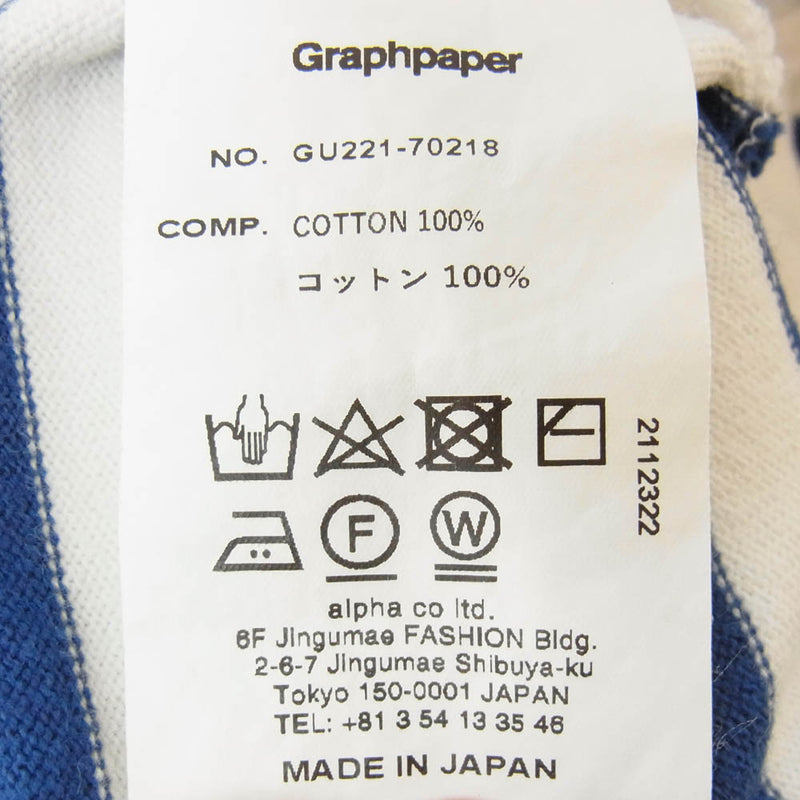 Graphpaper
NO. GU221-70218
COMP. COTTON 100%
コットン 100%
2112322
F
W
alpha co ltd.
6F Jingumae FASHION Bldg.
2-6-7 Jingumae Shibuya-ku
Tokyo 150-0001 JAPAN
TEL: +81 3 54 13 35 46
MADE IN JAPAN